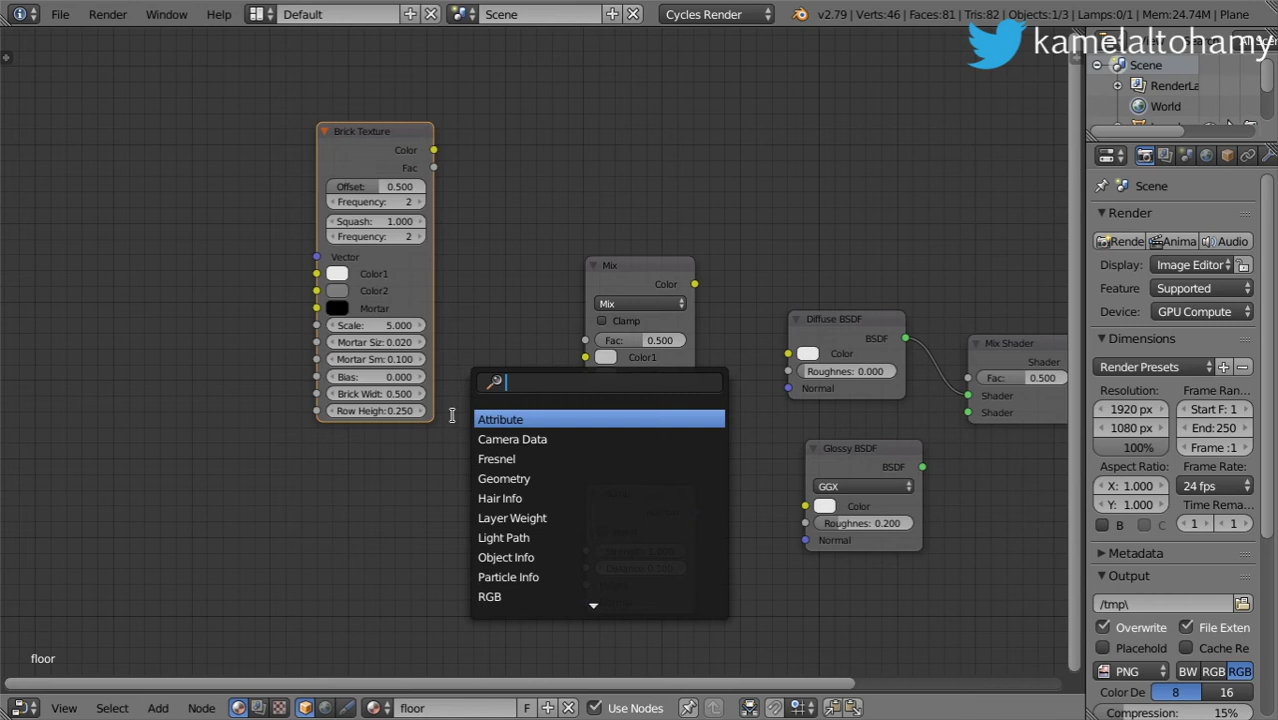 File Render Window Help Default Scene Cycles Render v2.79 | Verts:46 | Faces:81 | Tris:82 | Objects:1/3 | Lamps:0/1 | Mem:24.74M | Plane
kamelaltohamy
Scene
RenderLa
World
Brick Texture
Color
Fac
Offset: 0.500
Frequency: 2
Squash: 1.000
Frequency: 2
Vector
Color1
Color2
Mortar
Scale: 5.000
Mortar Siz: 0.020
Mortar Sm: 0.100
Bias: 0.000
Brick Widt: 0.500
Row Heigh: 0.250
Mix
Color
Mix
Clamp
Fac: 0.500
Color1
Attribute
Camera Data
Fresnel
Geometry
Hair Info
Layer Weight
Light Path
Object Info
Particle Info
RGB
Diffuse BSDF
BSDF
Color
Roughness: 0.000
Normal
Glossy BSDF
BSDF
GGX
Color
Roughness: 0.200
Normal
Mix Shader
Shader
Fac: 0.500
Shader
Shader
Scene
Render
Rende Anima Audio
Display: Image Editor
Feature Supported
Device: GPU Compute
Dimensions
Render Presets
Resolution: Frame Ran
1920 px Start F: 1
1080 px End: 250
100% Frame :1
Aspect Ratio: Frame Rate:
X: 1.000 24 fps
Y: 1.000 Time Rema
B C 1 1
Metadata
Output
/tmp\
Overwrite File Exten
Placehold Cache Re
PNG BW RGB RGB
Color De 8 16
Compression: 15%
floor
View Select Add Node floor F Use Nodes